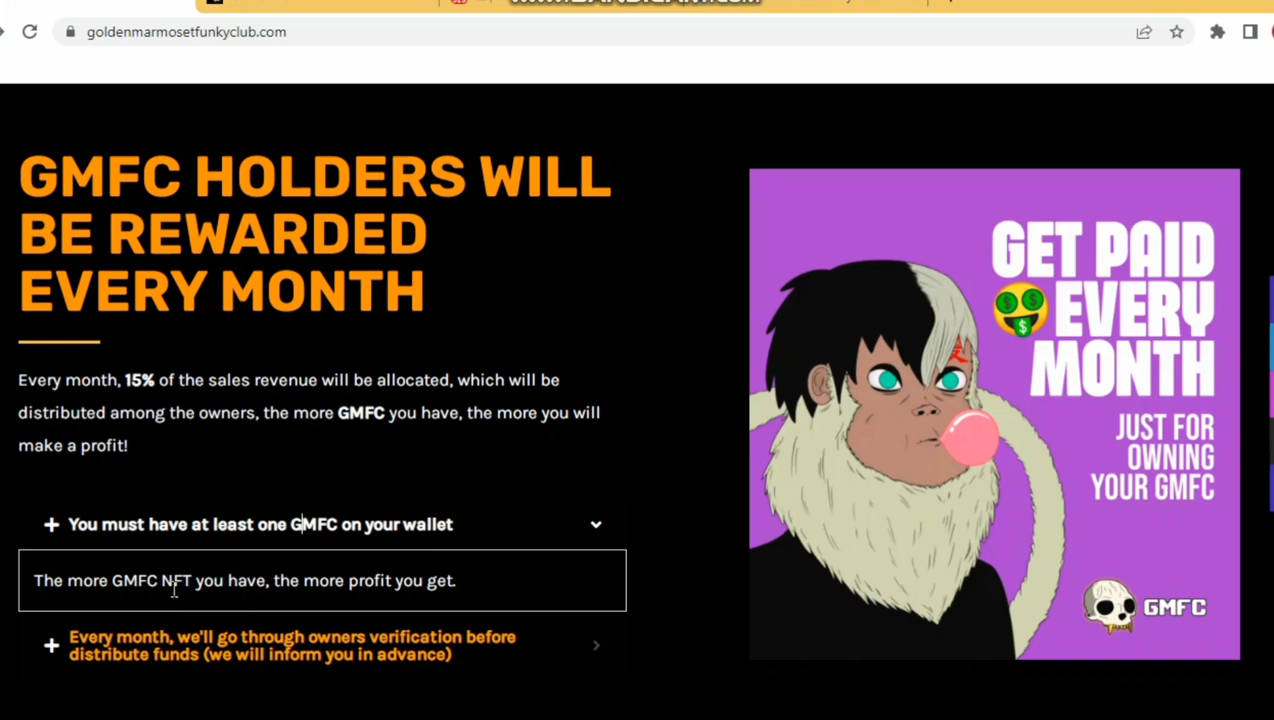 goldenmarmosetfunkyclub.com
GMFC HOLDERS WILL
BE REWARDED
EVERY MONTH
Every month, 15% of the sales revenue will be allocated, which will be
distributed among the owners, the more GMFC you have, the more you will
make a profit!
You must have at least one GMFC on your wallet
The more GMFC NFT you have, the more profit you get.
Every month, we'll go through owners verification before
distribute funds (we will inform you in advance)
GET PAID
EVERY
MONTH
JUST FOR
OWNING
YOUR GMFC
GMFC